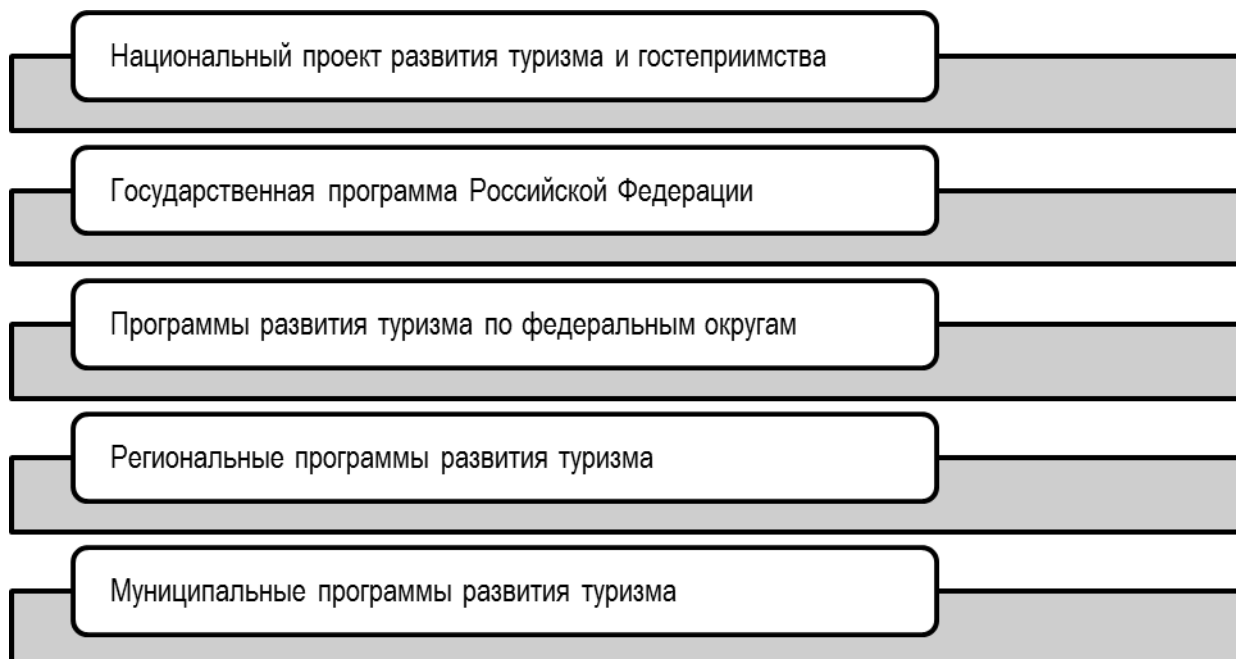 Национальный проект развития туризма и гостеприимства
Государственная программа Российской Федерации
Программы развития туризма по федеральным округам
Региональные программы развития туризма
Муниципальные программы развития туризма